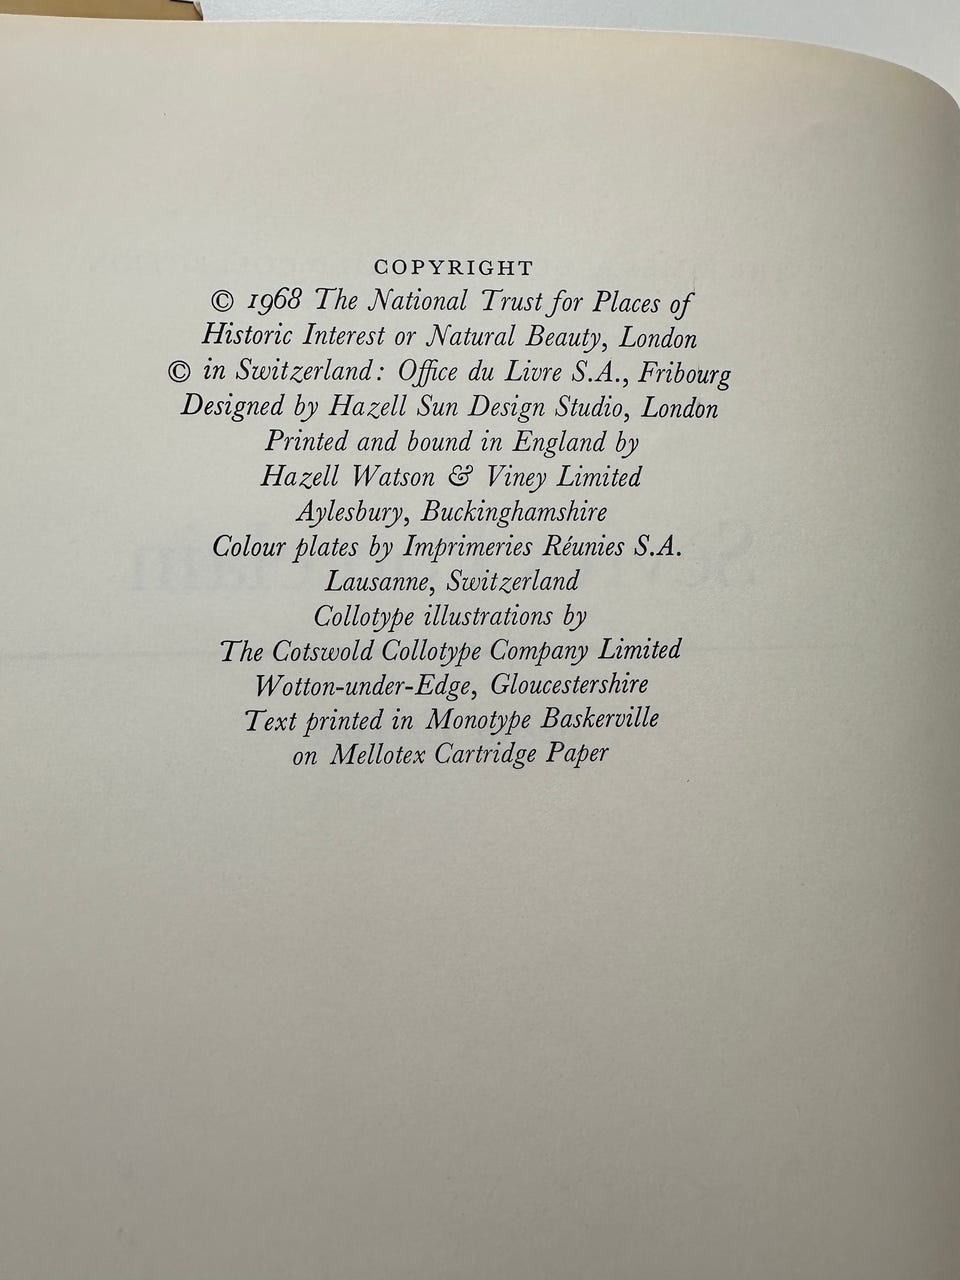 COPYRIGHT
© 1968 The National Trust for Places of
Historic Interest or Natural Beauty, London
© in Switzerland: Office du Livre S.A., Fribourg
Designed by Hazell Sun Design Studio, London
Printed and bound in England by
Hazell Watson & Viney Limited
Aylesbury, Buckinghamshire
Colour plates by Imprimeries Réunies S.A.
Lausanne, Switzerland
Collotype illustrations by
The Cotswold Collotype Company Limited
Wotton-under-Edge, Gloucestershire
Text printed in Monotype Baskerville
on Mellotex Cartridge Paper